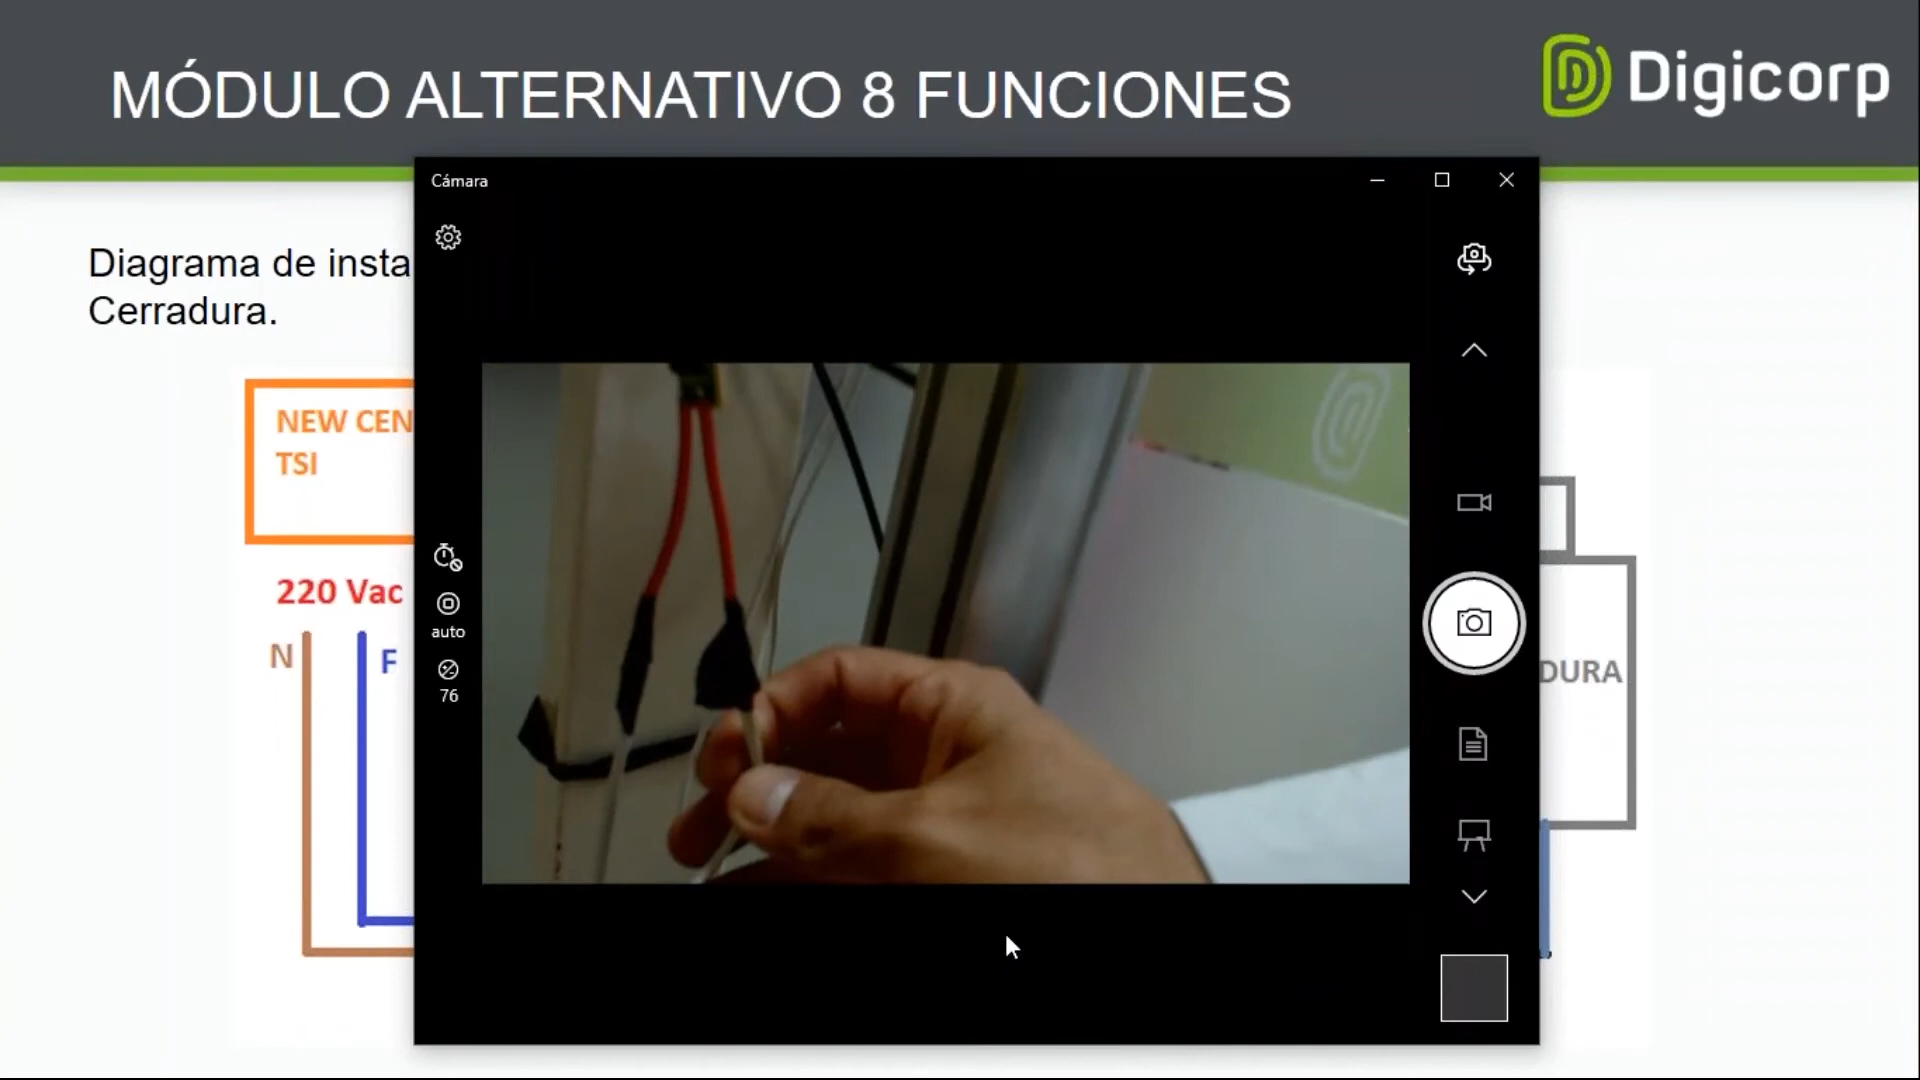 MÓDULO ALTERNATIVO 8 FUNCIONES
Digicorp
Cámara
Diagrama de insta
Cerradura.
NEW CEN
TSI
220 Vac
N
F
auto
76
DURA